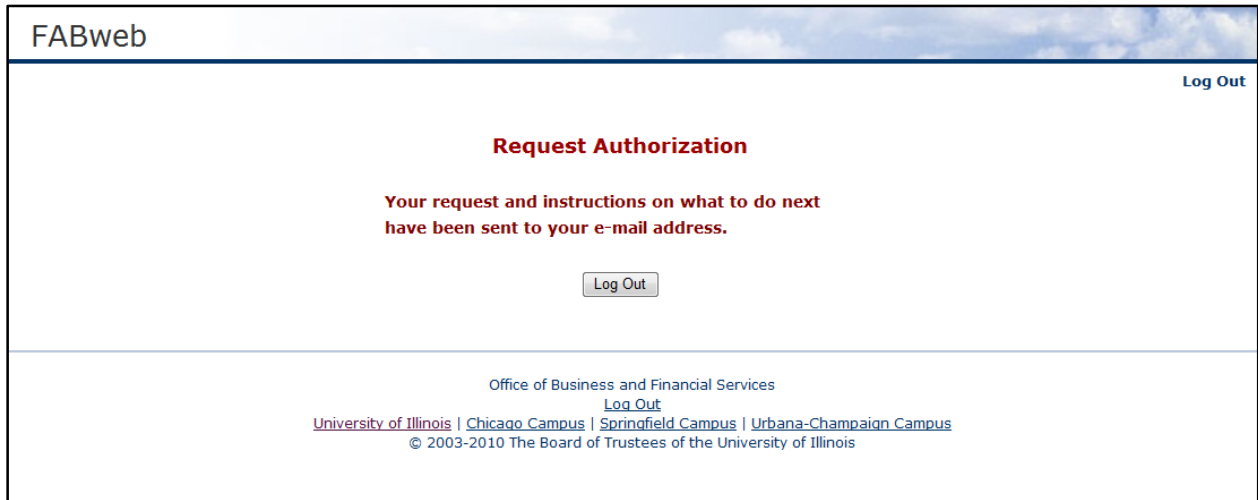 FABweb
Log Out
Request Authorization
Your request and instructions on what to do next
have been sent to your e-mail address.
Log Out
Office of Business and Financial Services
Log Out
University of Illinois | Chicago Campus | Springfield Campus | Urbana-Champaign Campus
© 2003-2010 The Board of Trustees of the University of Illinois